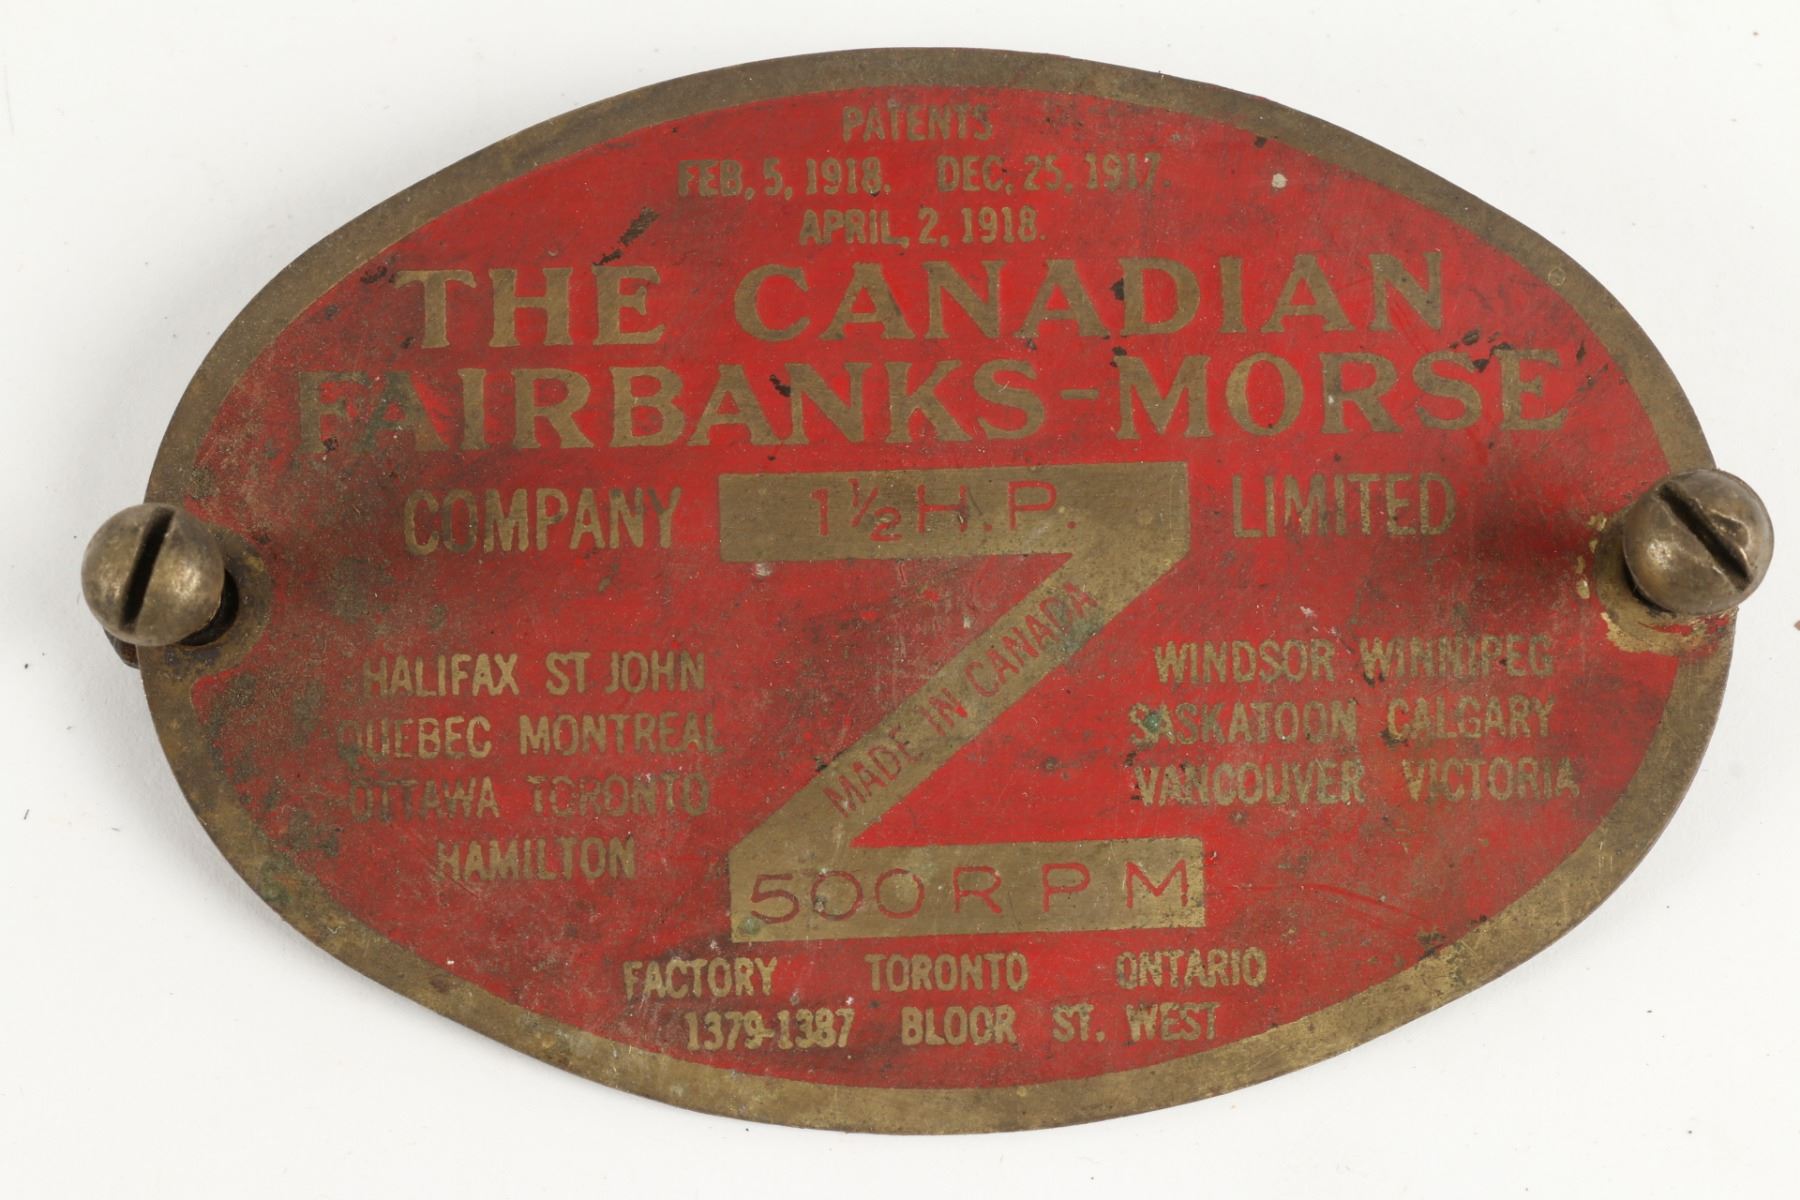 PATENTS
FEB, 5, 1918. DEC, 25, 1917.
APRIL, 2, 1918.
THE CANADIAN
FAIRBANKS-MORSE
COMPANY 1½ H.P. LIMITED
Z
MADE IN CANADA
HALIFAX ST JOHN
QUEBEC MONTREAL
OTTAWA TORONTO
HAMILTON
WINDSOR WINNIPEG
SASKATOON CALGARY
VANCOUVER VICTORIA
500 RPM
FACTORY TORONTO ONTARIO
1379-1387 BLOOR ST. WEST